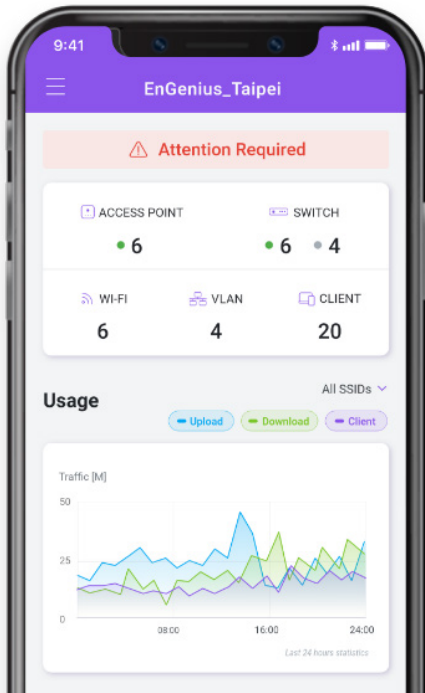 9:41
EnGenius_Taipei
Attention Required
ACCESS POINT
SWITCH
6
6
4
WI-FI
VLAN
CLIENT
6
4
20
Usage
All SSIDs
Upload
Download
Client
Traffic [M]
50
25
0
08:00
16:00
24:00
Last 24 hours statistics